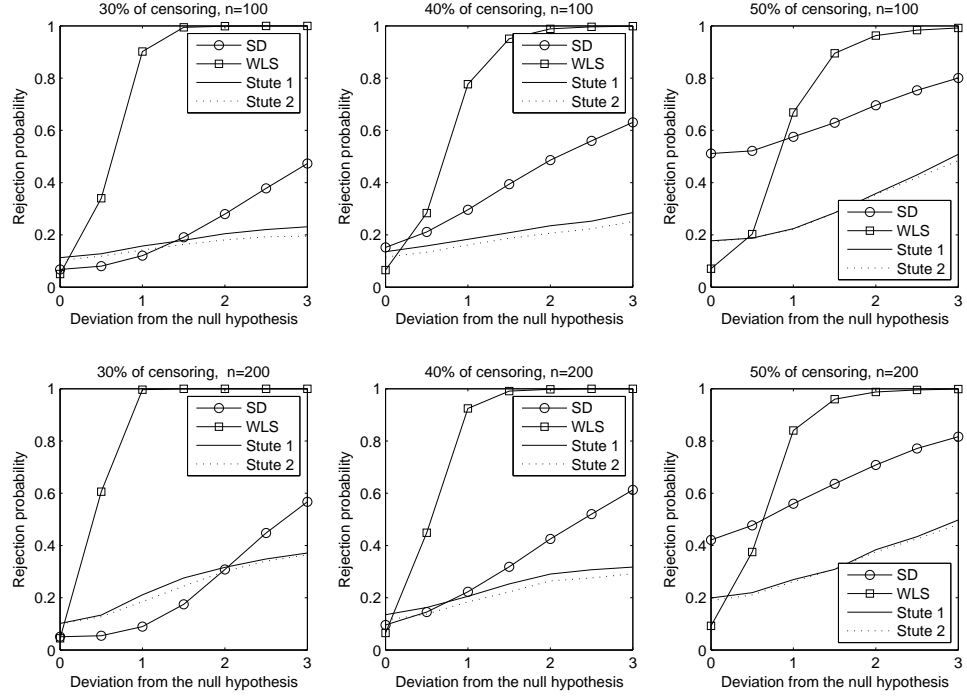 30% of censoring, n=100
1
0.8
0.6
0.4
0.2
0
Rejection probability
SD
WLS
Stute 1
Stute 2
0
1
2
3
Deviation from the null hypothesis
40% of censoring, n=100
1
0.8
0.6
0.4
0.2
0
Rejection probability
SD
WLS
Stute 1
Stute 2
0
1
2
3
Deviation from the null hypothesis
50% of censoring, n=100
1
0.8
0.6
0.4
0.2
0
Rejection probability
SD
WLS
Stute 1
Stute 2
0
1
2
3
Deviation from the null hypothesis
30% of censoring, n=200
1
0.8
0.6
0.4
0.2
0
Rejection probability
SD
WLS
Stute 1
Stute 2
0
1
2
3
Deviation from the null hypothesis
40% of censoring, n=200
1
0.8
0.6
0.4
0.2
0
Rejection probability
SD
WLS
Stute 1
Stute 2
0
1
2
3
Deviation from the null hypothesis
50% of censoring, n=200
1
0.8
0.6
0.4
0.2
0
Rejection probability
SD
WLS
Stute 1
Stute 2
0
1
2
3
Deviation from the null hypothesis